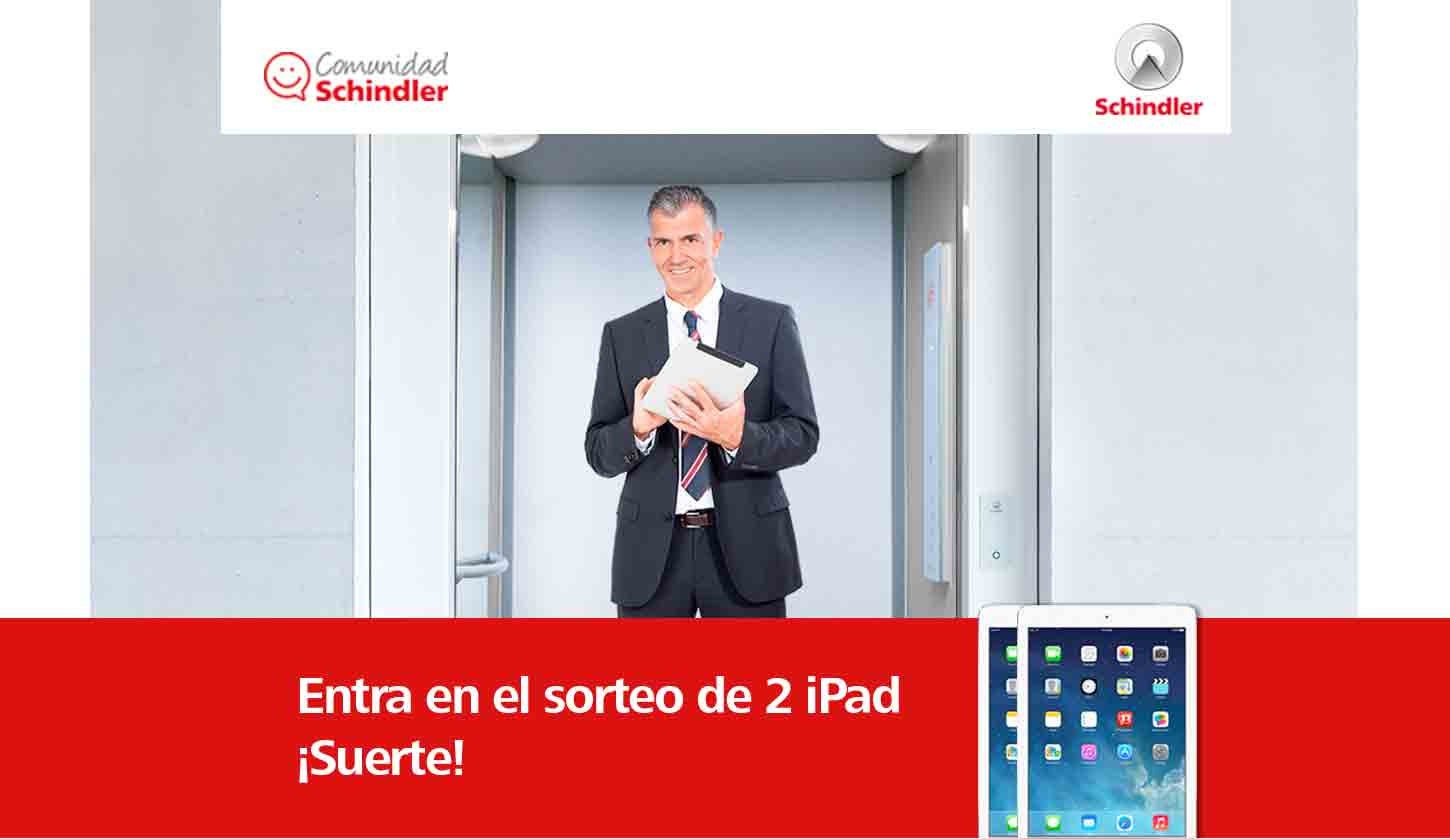 Comunidad
Schindler
Schindler
Entra en el sorteo de 2 iPad
¡Suerte!